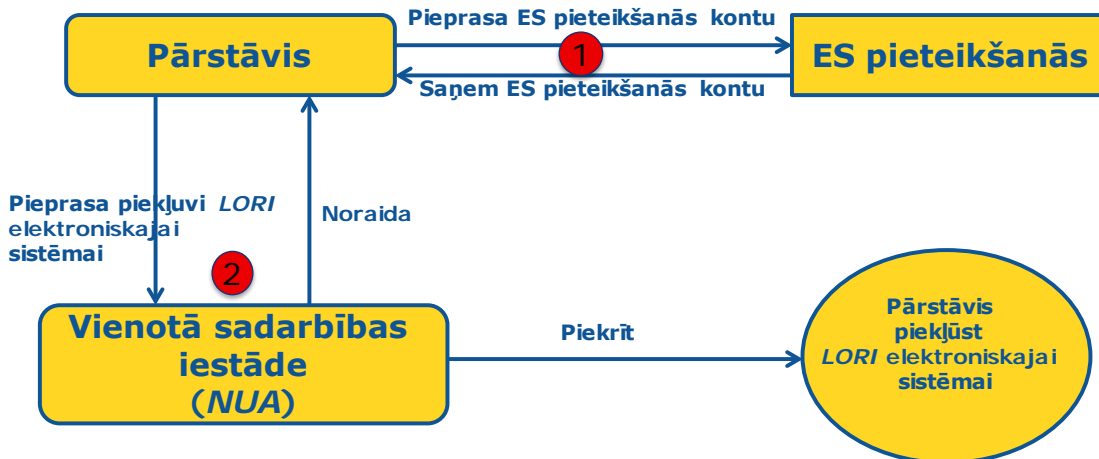 Pieprasa ES pieteikšanās kontu
Pārstāvis
1
ES pieteikšanās
Saņem ES pieteikšanās kontu
Pieprasa piekļuvi LORI
elektroniskajai
sistēmai
Noraida
2
Vienotā sadarbības
iestāde
(NUA)
Piekrīt
Pārstāvis
piekļūst
LORI elektroniskajai
sistēmai